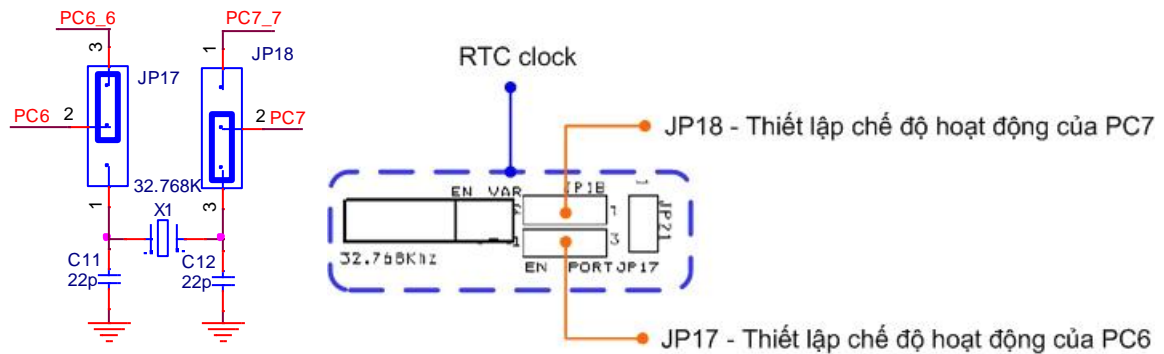 PC6_6
PC7_7
3
1
JP17
JP18
PC6
2
2
PC7
32.768K
1
3
X1
C11
22p
C12
22p
RTC clock
JP18 - Thiết lập chế độ hoạt động của PC7
EN
JP18
1
JP21
1
3
32.768Khz
EN PORT JP17
JP17 - Thiết lập chế độ hoạt động của PC6